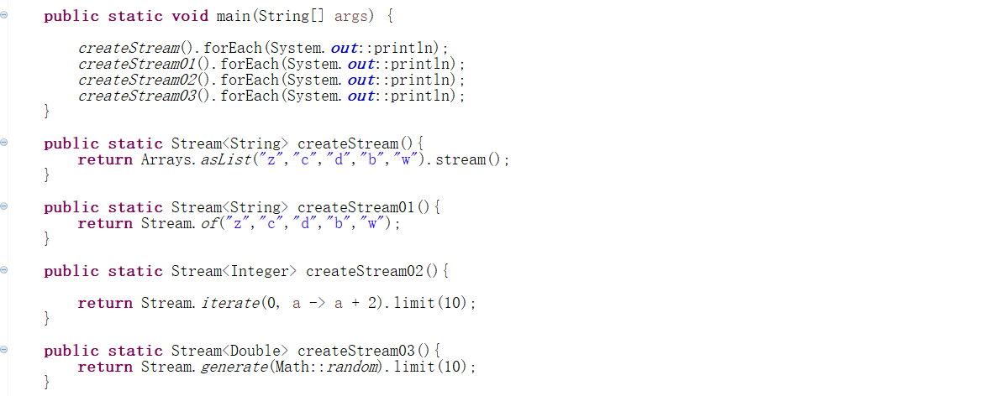 public static void main(String[] args) {
createStream().forEach(System.out::println);
createStream01().forEach(System.out::println);
createStream02().forEach(System.out::println);
createStream03().forEach(System.out::println);
}
public static Stream<String> createStream(){
return Arrays.asList("z","c","d","b","w").stream();
}
public static Stream<String> createStream01(){
return Stream.of("z","c","d","b","w");
}
public static Stream<Integer> createStream02(){
return Stream.iterate(0, a -> a + 2).limit(10);
}
public static Stream<Double> createStream03(){
return Stream.generate(Math::random).limit(10);
}